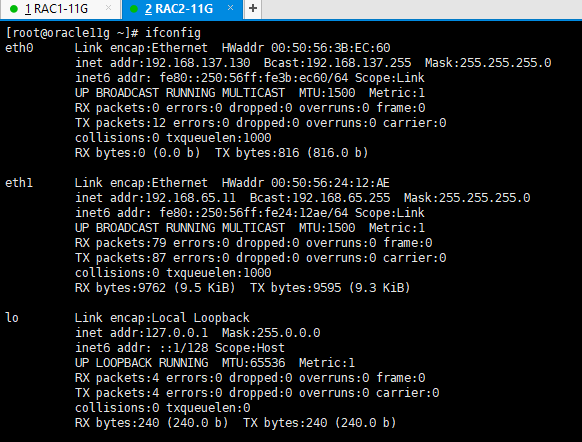 1 RAC1-11G × 2 RAC2-11G × +
[root@oracle11g ~]# ifconfig
eth0 Link encap:Ethernet HWaddr 00:50:56:3B:EC:60
inet addr:192.168.137.130 Bcast:192.168.137.255 Mask:255.255.255.0
inet6 addr: fe80::250:56ff:fe3b:ec60/64 Scope:Link
UP BROADCAST RUNNING MULTICAST MTU:1500 Metric:1
RX packets:0 errors:0 dropped:0 overruns:0 frame:0
TX packets:12 errors:0 dropped:0 overruns:0 carrier:0
collisions:0 txqueuelen:1000
RX bytes:0 (0.0 b) TX bytes:816 (816.0 b)
eth1 Link encap:Ethernet HWaddr 00:50:56:24:12:AE
inet addr:192.168.65.11 Bcast:192.168.65.255 Mask:255.255.255.0
inet6 addr: fe80::250:56ff:fe24:12ae/64 Scope:Link
UP BROADCAST RUNNING MULTICAST MTU:1500 Metric:1
RX packets:79 errors:0 dropped:0 overruns:0 frame:0
TX packets:87 errors:0 dropped:0 overruns:0 carrier:0
collisions:0 txqueuelen:1000
RX bytes:9762 (9.5 KiB) TX bytes:9595 (9.3 KiB)
lo Link encap:Local Loopback
inet addr:127.0.0.1 Mask:255.0.0.0
inet6 addr: ::1/128 Scope:Host
UP LOOPBACK RUNNING MTU:65536 Metric:1
RX packets:4 errors:0 dropped:0 overruns:0 frame:0
TX packets:4 errors:0 dropped:0 overruns:0 carrier:0
collisions:0 txqueuelen:0
RX bytes:240 (240.0 b) TX bytes:240 (240.0 b)